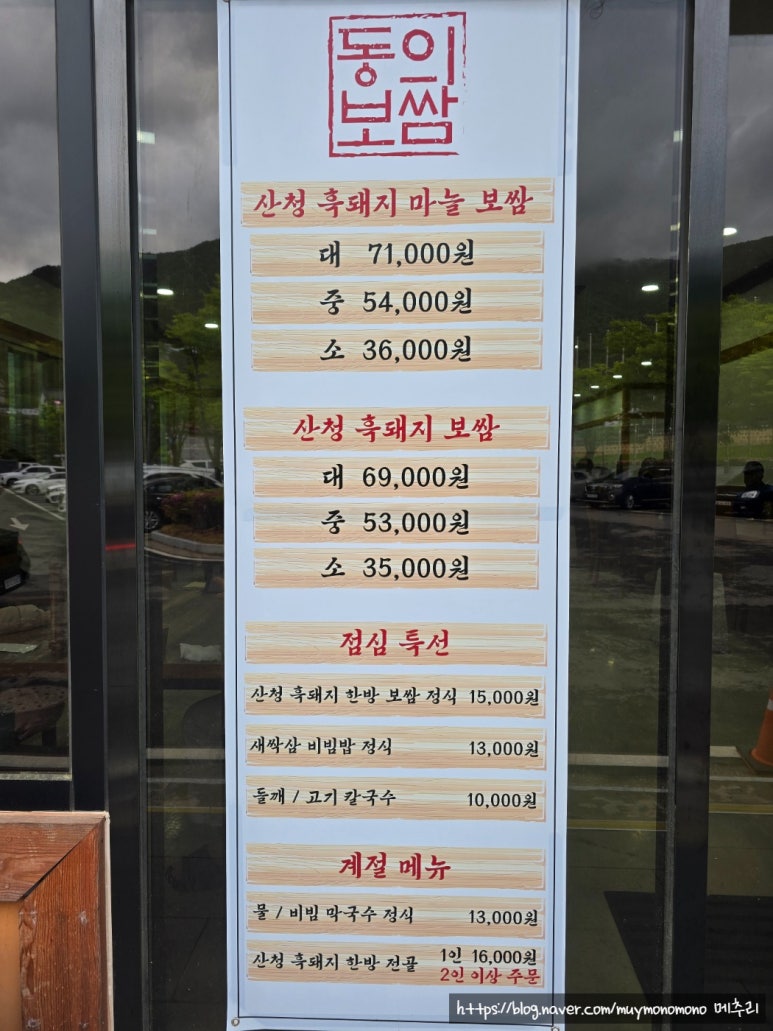 동의
보쌈
산청 흑돼지 마늘 보쌈
대 71,000원
중 54,000원
소 36,000원
산청 흑돼지 보쌈
대 69,000원
중 53,000원
소 35,000원
점심 특선
산청 흑돼지 한방 보쌈 정식 15,000원
새싹삼 비빔밥 정식 13,000원
들깨 / 고기 칼국수 10,000원
계절 메뉴
물 / 비빔 막국수 정식 13,000원
산청 흑돼지 한방 전골 1인 16,000원
2인 이상 주문
https://blog.naver.com/muymonomono 메추리